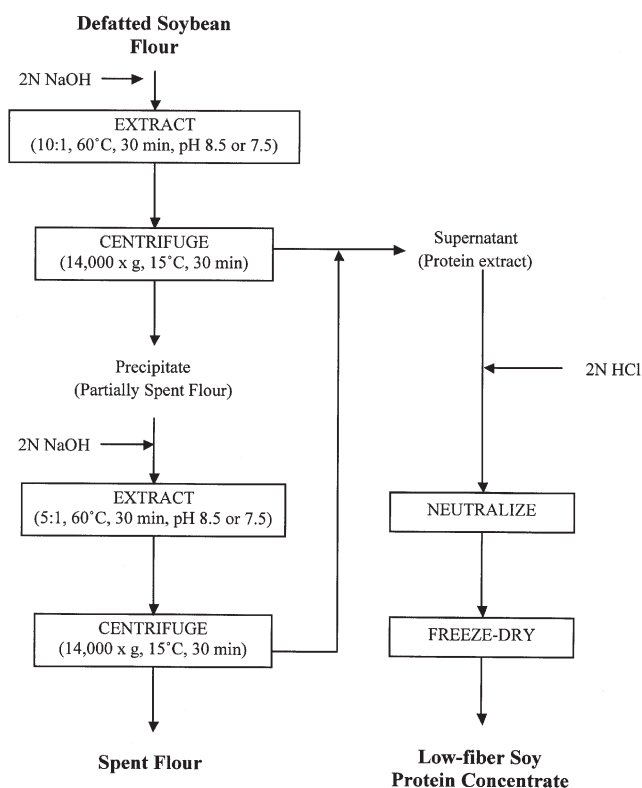 Defatted Soybean
Flour
2N NaOH
EXTRACT
(10:1, 60˚C, 30 min, pH 8.5 or 7.5)
CENTRIFUGE
(14,000 x g, 15˚C, 30 min)
Supernatant
(Protein extract)
Precipitate
(Partially Spent Flour)
2N HCl
2N NaOH
EXTRACT
(5:1, 60˚C, 30 min, pH 8.5 or 7.5)
NEUTRALIZE
CENTRIFUGE
(14,000 x g, 15˚C, 30 min)
FREEZE-DRY
Spent Flour
Low-fiber Soy
Protein Concentrate